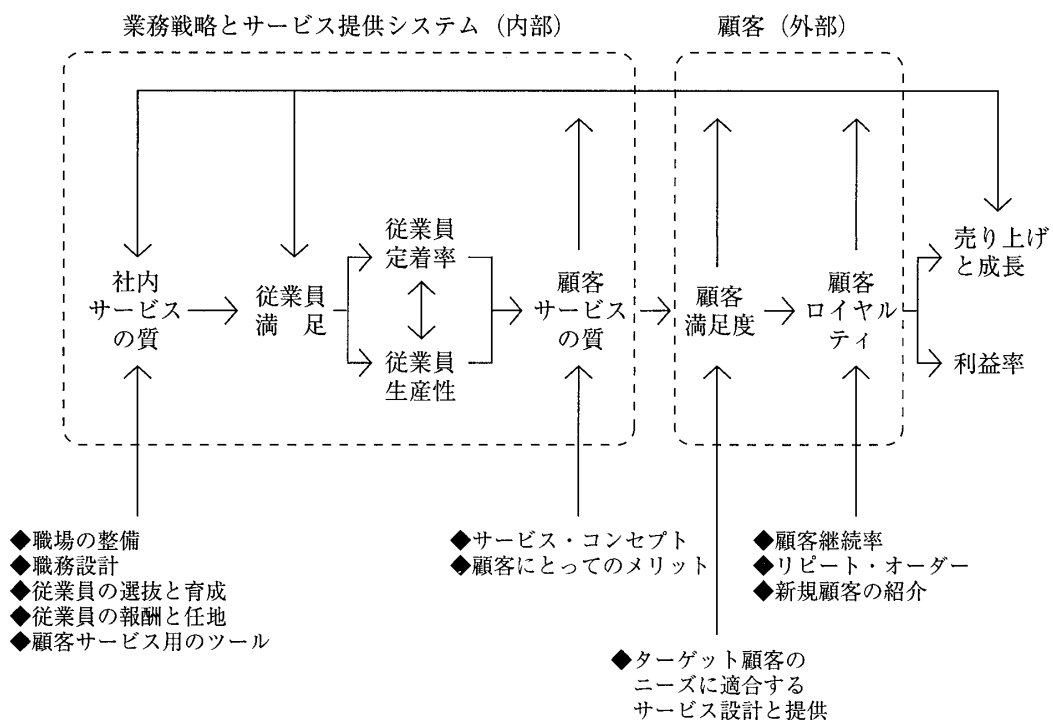 業務戦略とサービス提供システム（内部）
顧客（外部）
社内
サービス
の質
従業員
満　足
従業員
定着率
従業員
生産性
顧客
サービス
の質
顧客
満足度
顧客
ロイヤル
ティ
売り上げ
と成長
利益率
◆職場の整備
◆職務設計
◆従業員の選抜と育成
◆従業員の報酬と任地
◆顧客サービス用のツール
◆サービス・コンセプト
◆顧客にとってのメリット
◆ターゲット顧客の
ニーズに適合する
サービス設計と提供
◆顧客継続率
◆リピート・オーダー
◆新規顧客の紹介